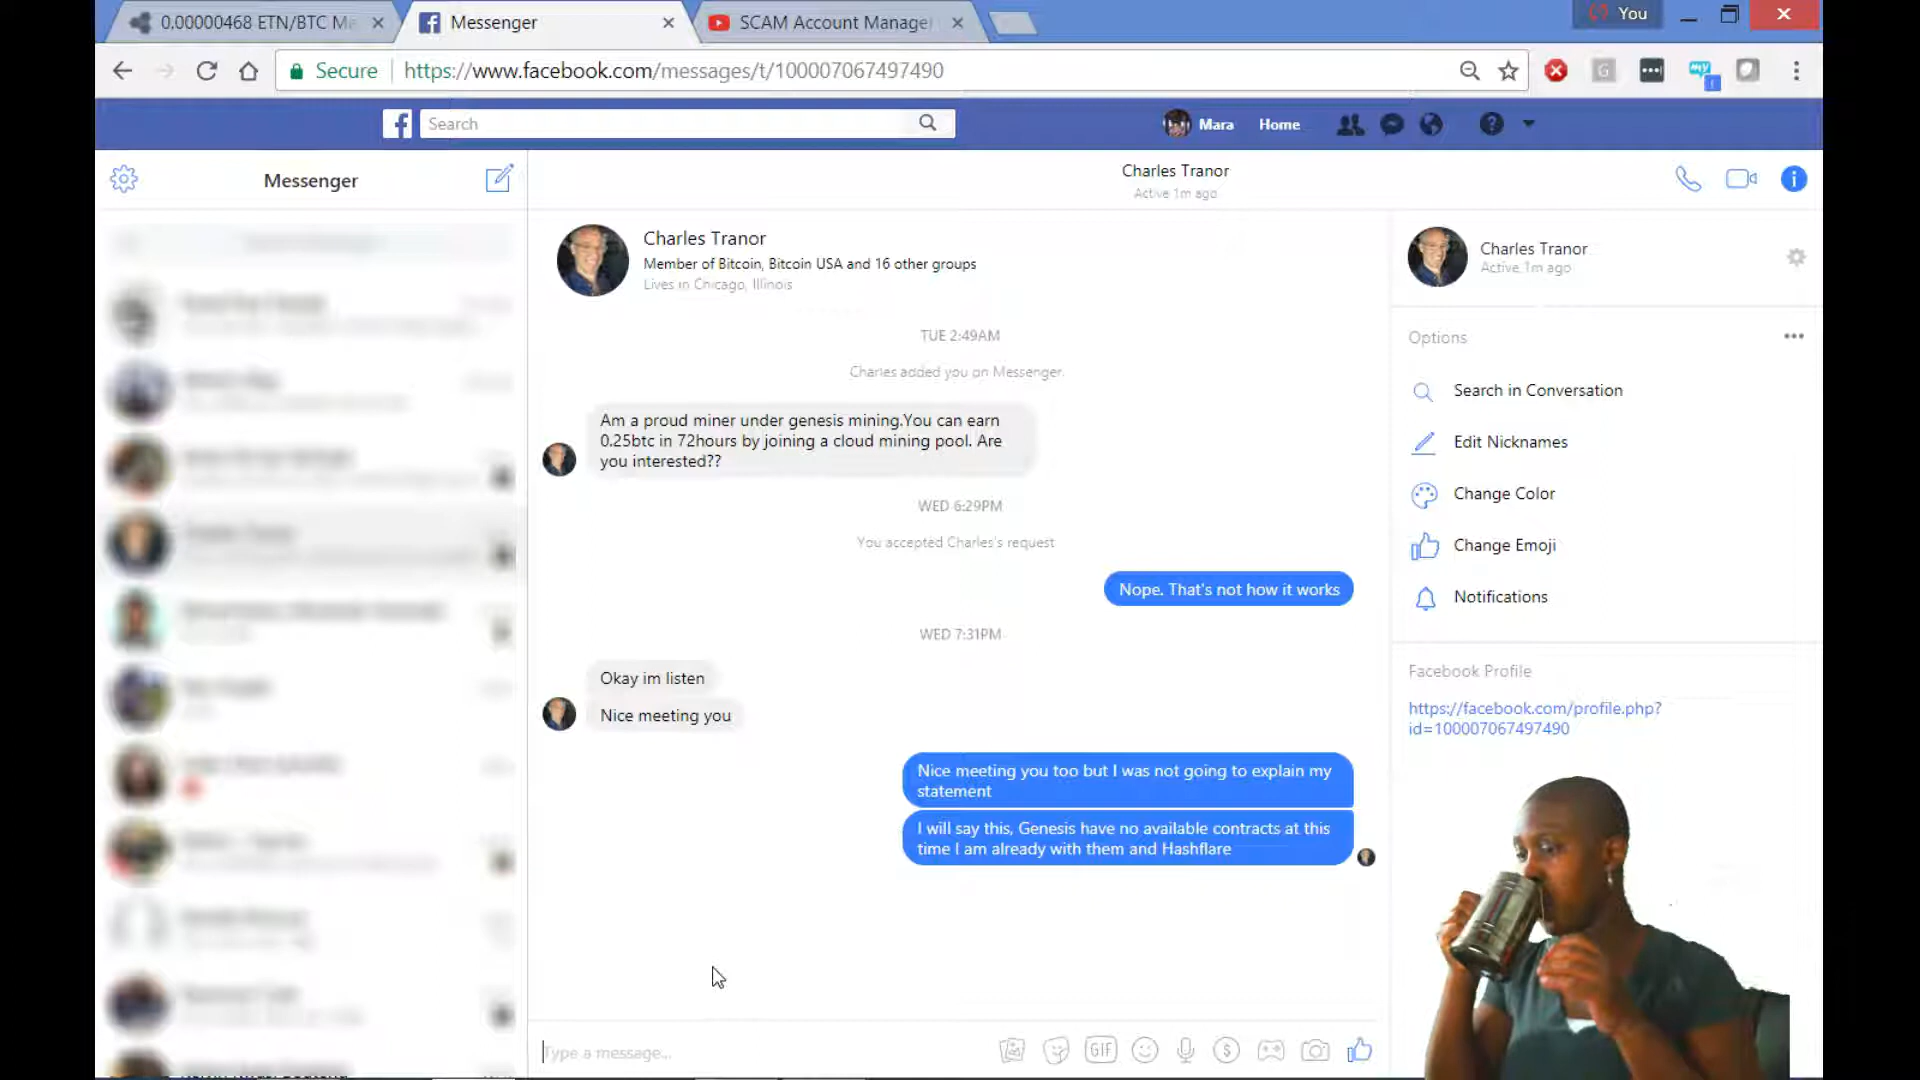 0,00000468 ETN/BTC Ma
Messenger
SCAM Account Manager
You
Secure
https://www.facebook.com/messages/t/100007067497490
Search
Mara
Home
Messenger
Charles Tranor
Active 1m ago
Charles Tranor
Member of Bitcoin, Bitcoin USA and 16 other groups
Lives in Chicago, Illinois
TUE 2:49AM
Charles added you on Messenger.
Am a proud miner under genesis mining.You can earn
0.25btc in 72hours by joining a cloud mining pool. Are
you interested??
WED 6:29PM
You accepted Charles's request
Nope. That's not how it works
WED 7:31PM
Okay im listen
Nice meeting you
Nice meeting you too but I was not going to explain my
statement
I will say this, Genesis have no available contracts at this
time I am already with them and Hashflare
Type a message...
GIF
Charles Tranor
Active 1m ago
Options
Search in Conversation
Edit Nicknames
Change Color
Change Emoji
Notifications
Facebook Profile
https://facebook.com/profile.php?
id=100007067497490